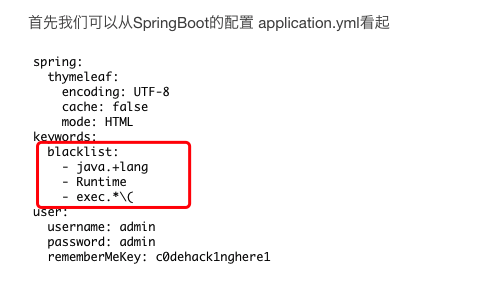 首先我们可以从SpringBoot的配置 application.yml看起
spring:
  thymeleaf:
    encoding: UTF-8
    cache: false
    mode: HTML
keywords:
  blacklist:
    - java.+lang
    - Runtime
    - exec.*\(
user:
  username: admin
  password: admin
  rememberMeKey: c0dehack1nghere1